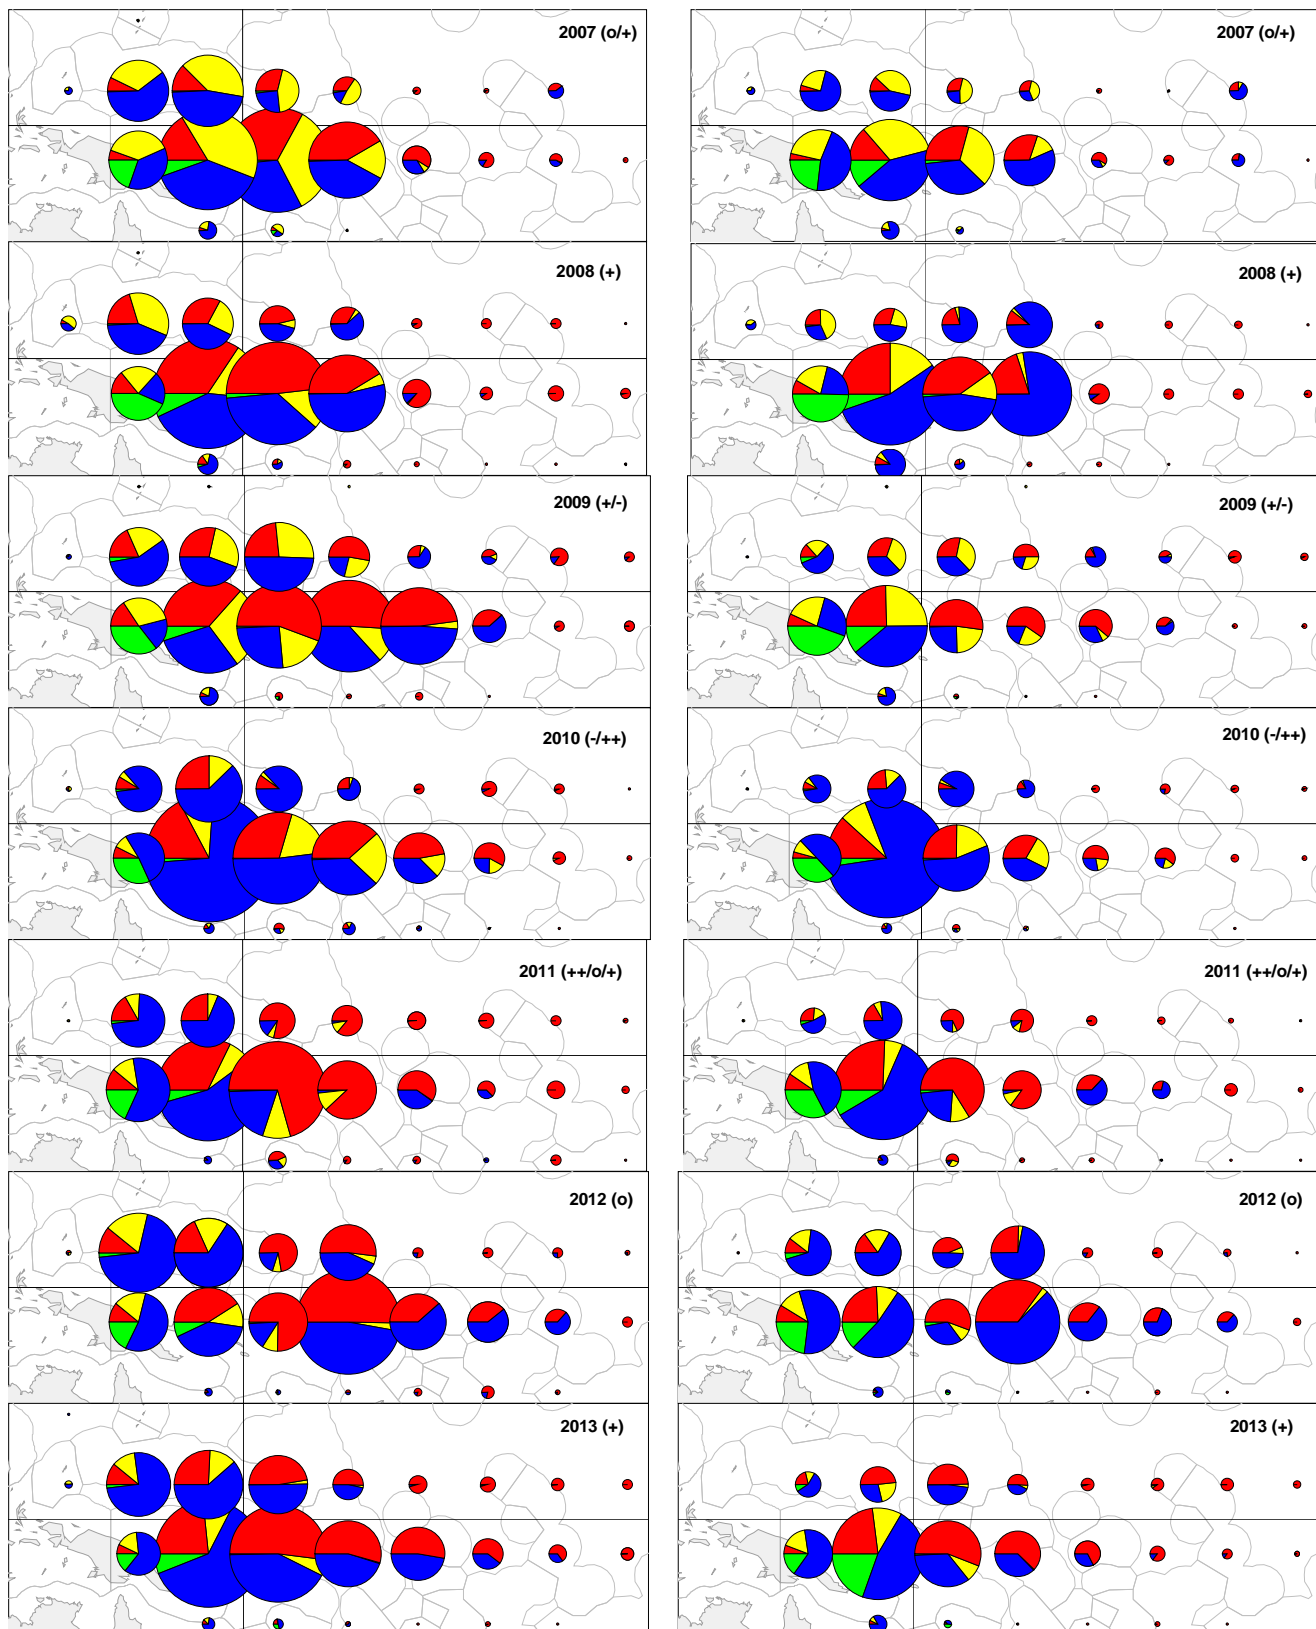 2007 (o/+)
2007 (o/+)
2008 (+)
2008 (+)
2009 (+/-)
2009 (+/-)
2010 (-/++)
2010 (-/++)
2011 (++/o/+)
2011 (++/o/+)
2012 (o)
2012 (o)
2013 (+)
2013 (+)